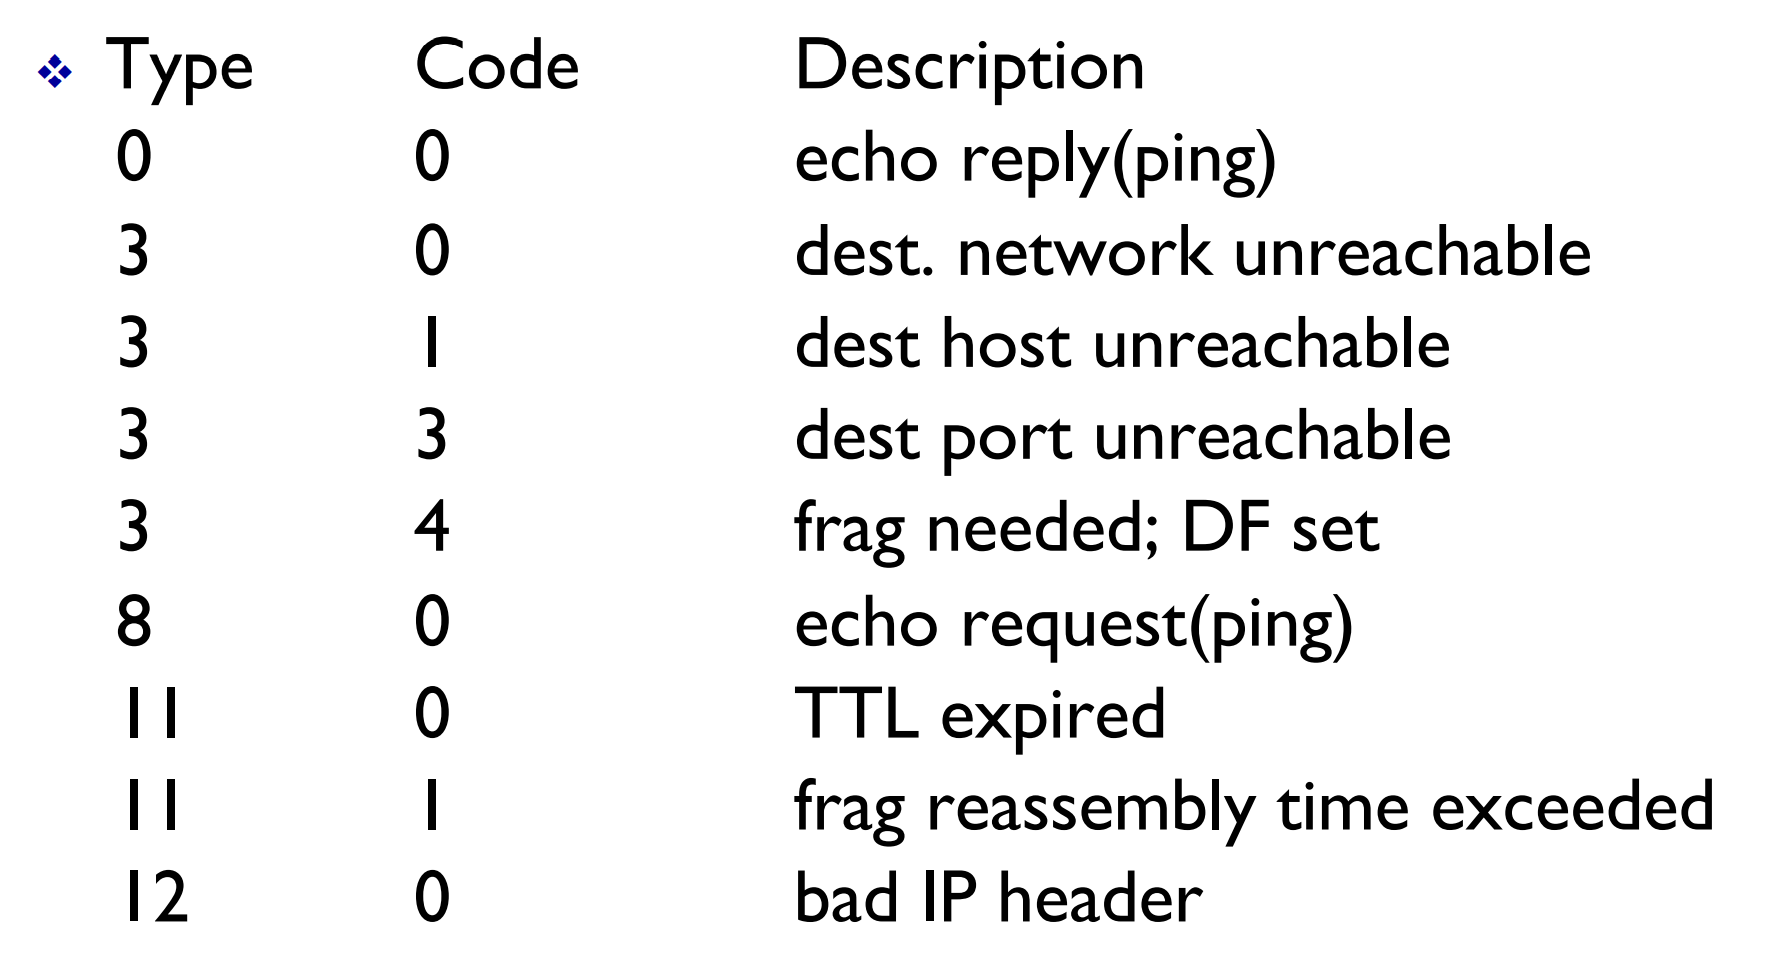 ❖ Type Code Description
0 0 echo reply(ping)
3 0 dest. network unreachable
3 1 dest host unreachable
3 3 dest port unreachable
3 4 frag needed; DF set
8 0 echo request(ping)
11 0 TTL expired
11 1 frag reassembly time exceeded
12 0 bad IP header